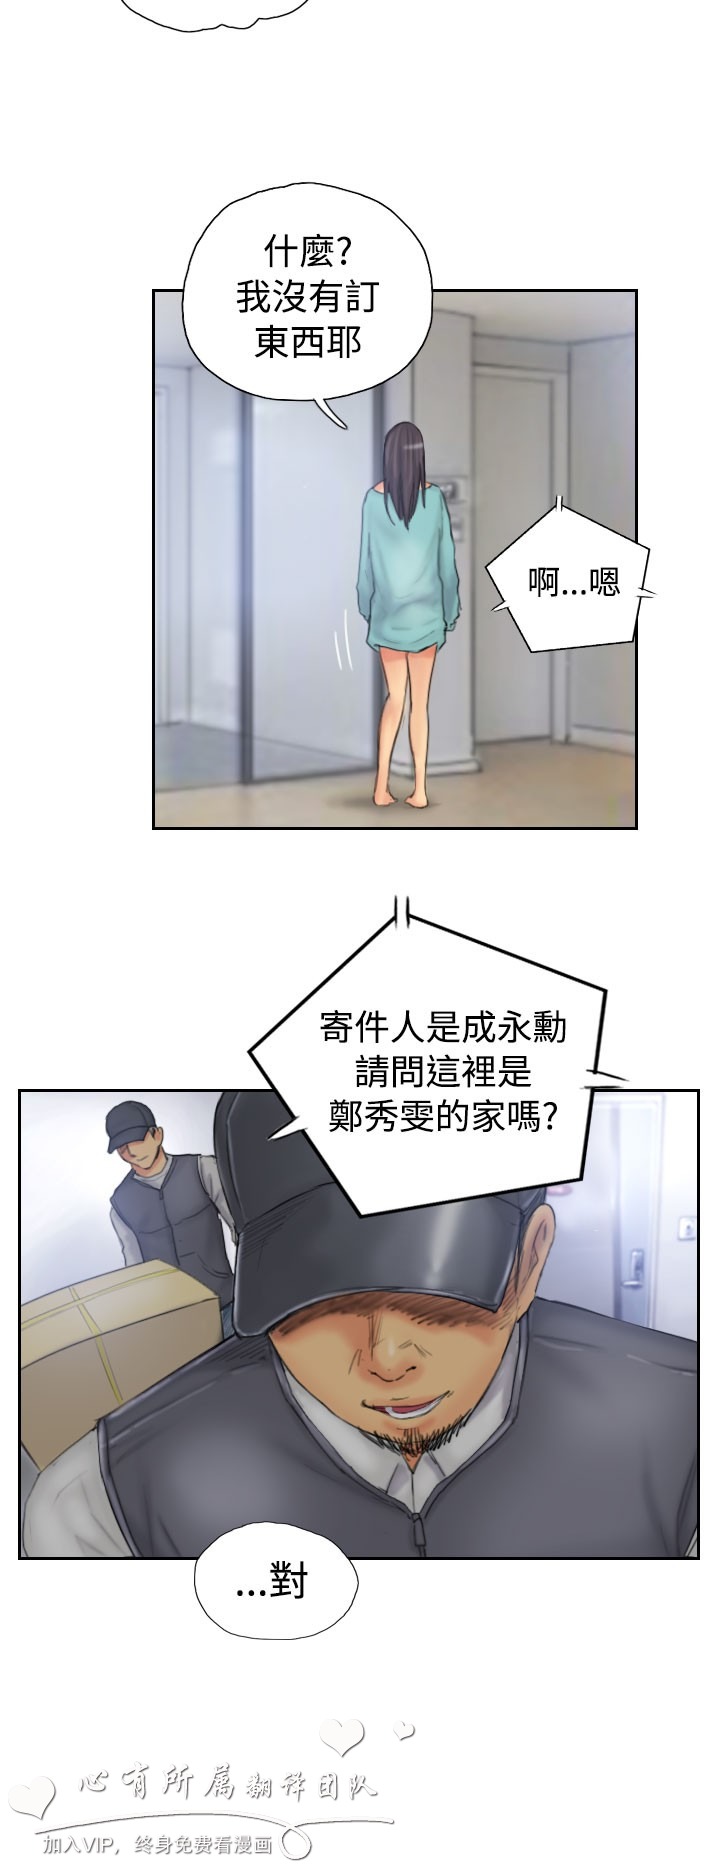 什麼?
我沒有訂
東西耶
啊...嗯
寄件人是成永勳
請問這裡是
鄭秀雯的家嗎?
...對
心有所属翻译团队
加入VIP，终身免费看漫画